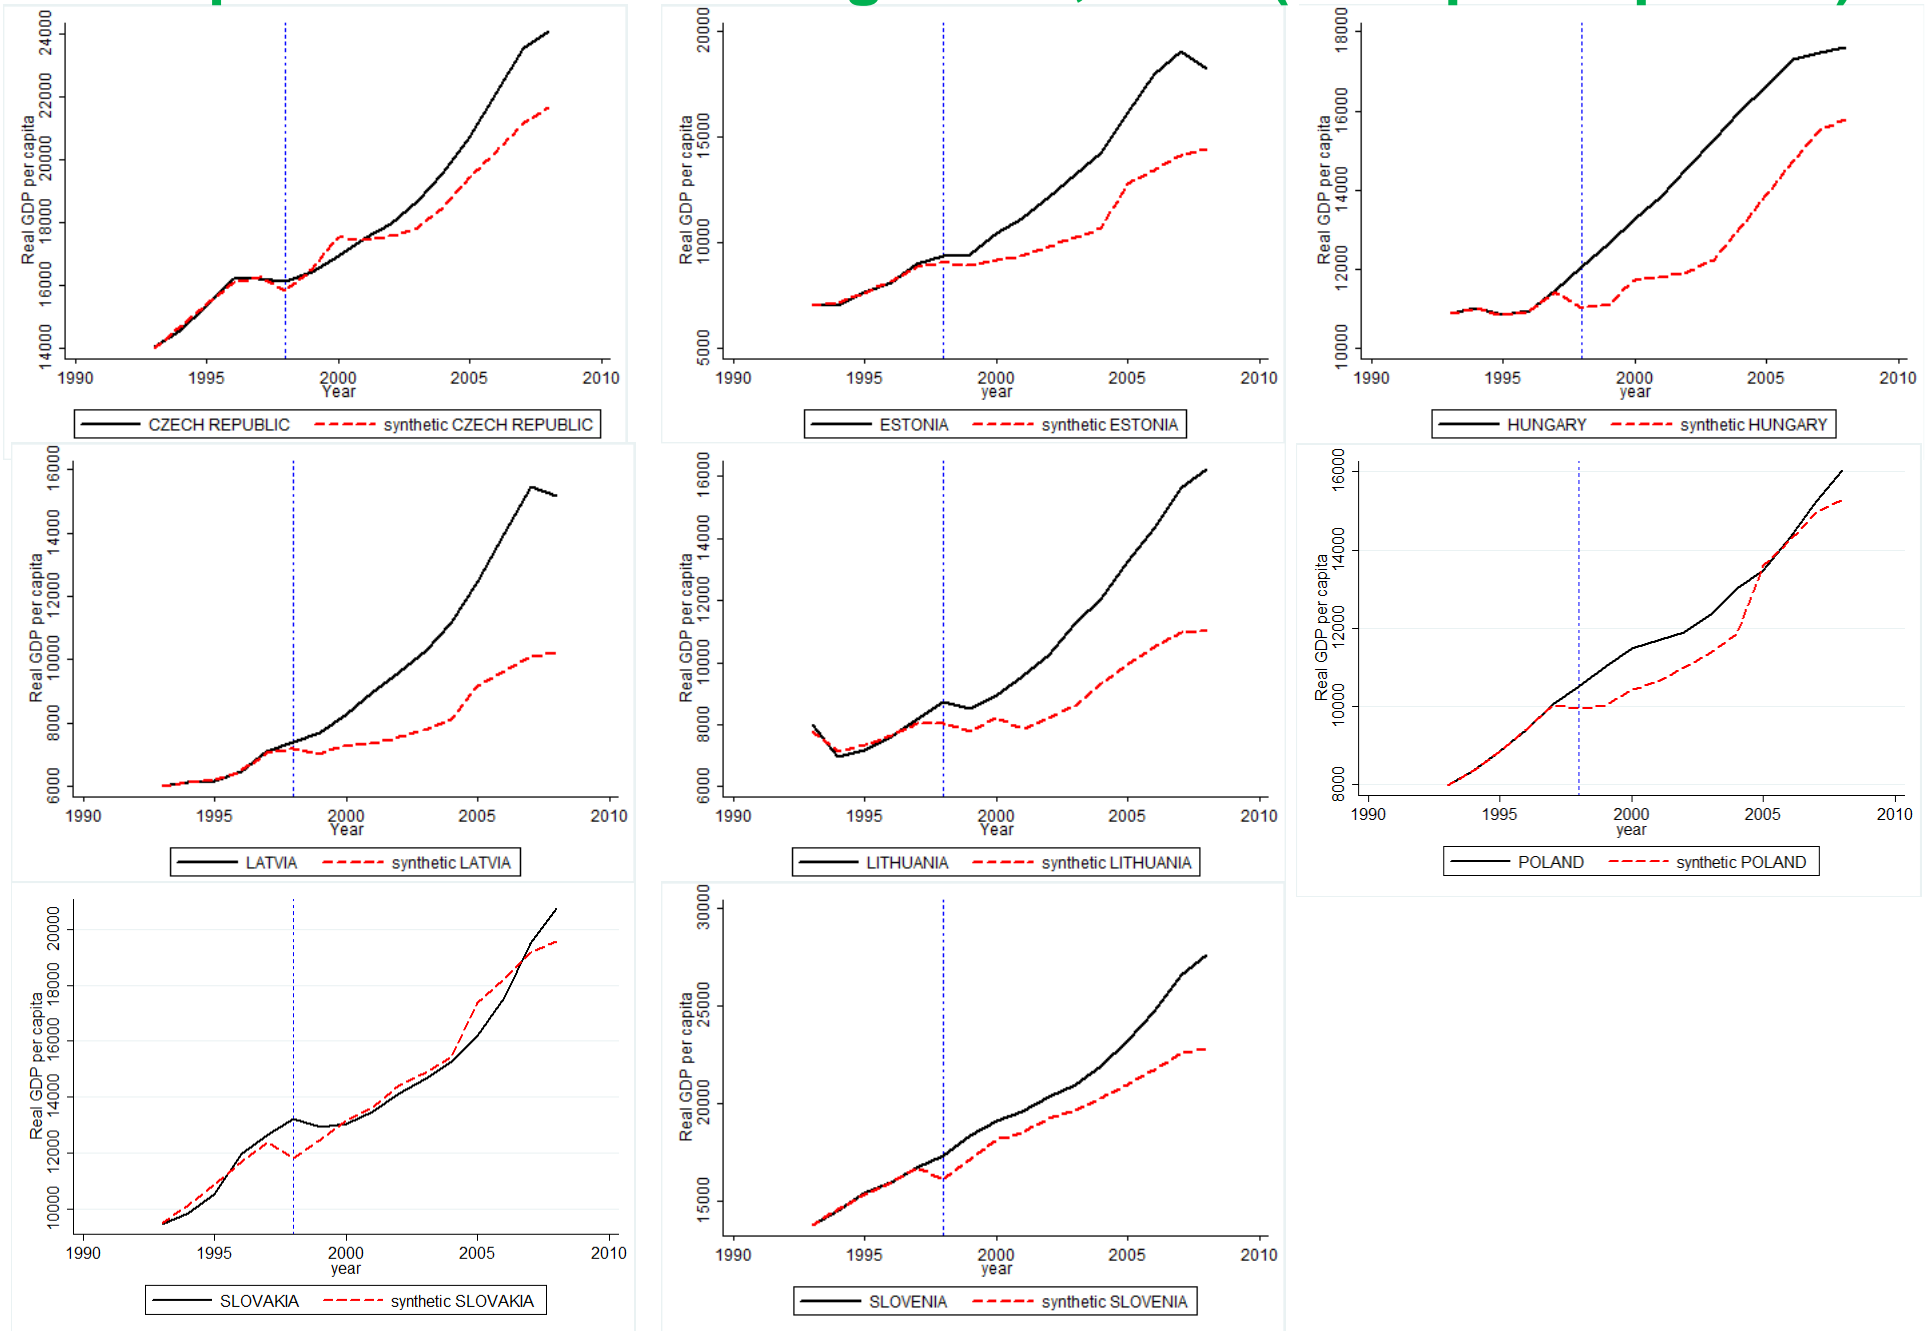 24000
22000
20000
18000
16000
14000
Real GDP per capita
1990 1995 2000 2005 2010
Year
CZECH REPUBLIC synthetic CZECH REPUBLIC
20000
15000
10000
5000
Real GDP per capita
1990 1995 2000 2005 2010
year
ESTONIA synthetic ESTONIA
18000
16000
14000
12000
10000
Real GDP per capita
1990 1995 2000 2005 2010
year
HUNGARY synthetic HUNGARY
16000
14000
12000
10000
8000
6000
Real GDP per capita
1990 1995 2000 2005 2010
Year
LATVIA synthetic LATVIA
16000
14000
12000
10000
8000
6000
Real GDP per capita
1990 1995 2000 2005 2010
Year
LITHUANIA synthetic LITHUANIA
16000
14000
12000
10000
8000
Real GDP per capita
1990 1995 2000 2005 2010
year
POLAND synthetic POLAND
20000
18000
16000
14000
12000
10000
Real GDP per capita
1990 1995 2000 2005 2010
year
SLOVAKIA synthetic SLOVAKIA
30000
25000
20000
15000
Real GDP per capita
1990 1995 2000 2005 2010
year
SLOVENIA synthetic SLOVENIA